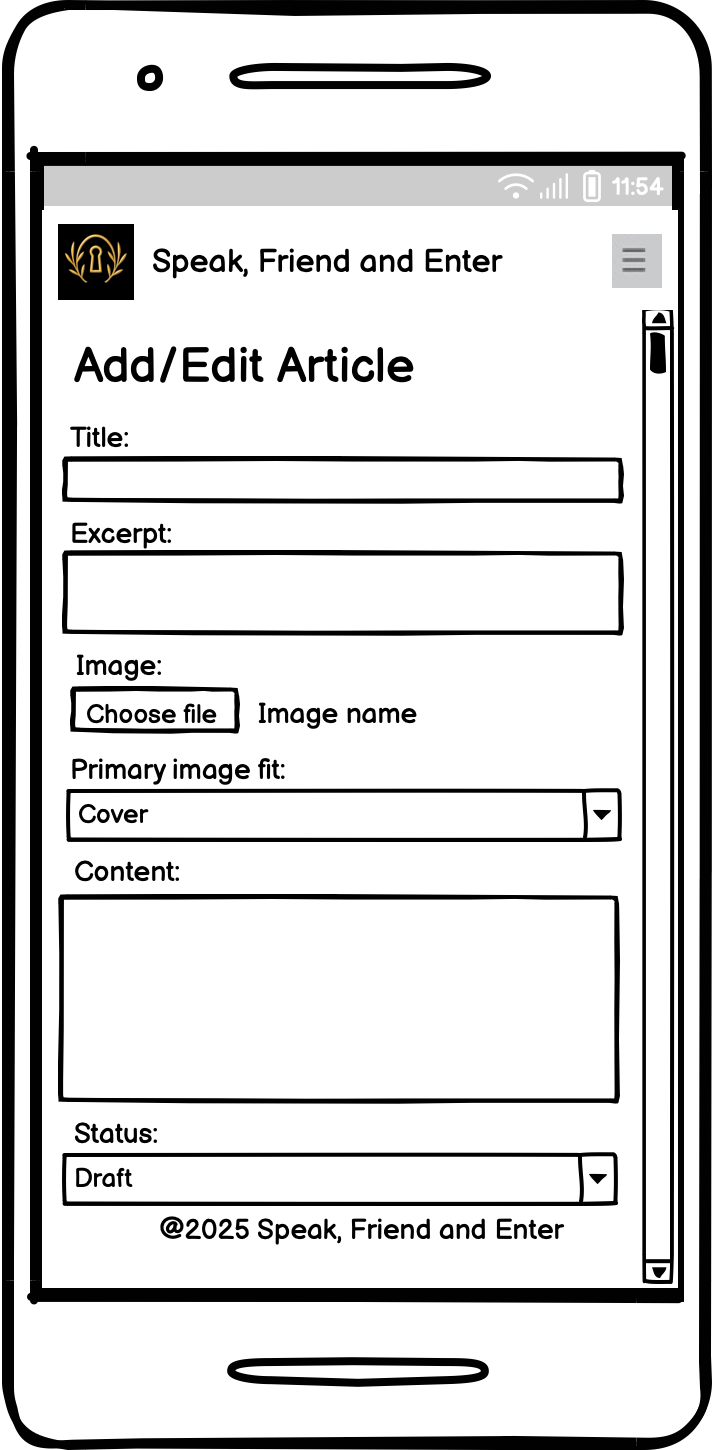 11:54
Speak, Friend and Enter
Add/Edit Article
Title:
Excerpt:
Image:
Choose file Image name
Primary image fit:
Cover
Content:
Status:
Draft
@2025 Speak, Friend and Enter